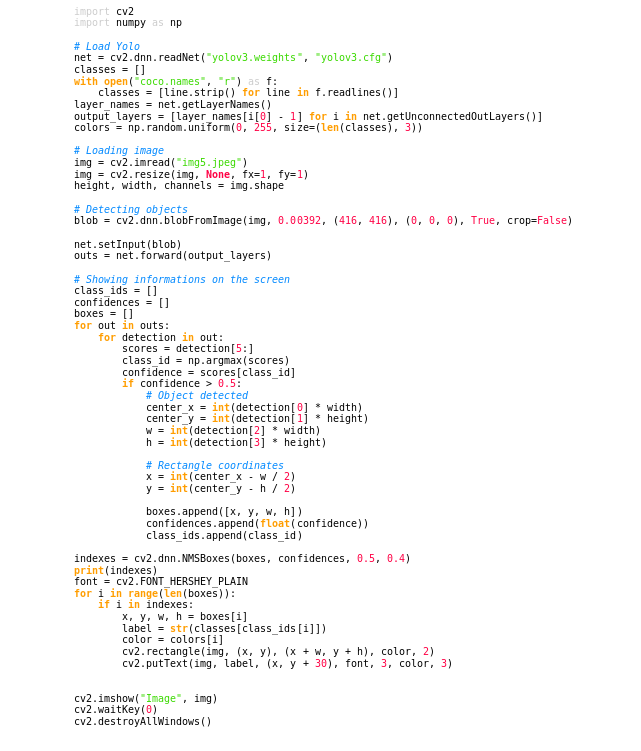 import cv2
import numpy as np

# Load Yolo
net = cv2.dnn.readNet("yolov3.weights", "yolov3.cfg")
classes = []
with open("coco.names", "r") as f:
    classes = [line.strip() for line in f.readlines()]
layer_names = net.getLayerNames()
output_layers = [layer_names[i[0] - 1] for i in net.getUnconnectedOutLayers()]
colors = np.random.uniform(0, 255, size=(len(classes), 3))

# Loading image
img = cv2.imread("img5.jpeg")
img = cv2.resize(img, None, fx=1, fy=1)
height, width, channels = img.shape

# Detecting objects
blob = cv2.dnn.blobFromImage(img, 0.00392, (416, 416), (0, 0, 0), True, crop=False)

net.setInput(blob)
outs = net.forward(output_layers)

# Showing informations on the screen
class_ids = []
confidences = []
boxes = []
for out in outs:
    for detection in out:
        scores = detection[5:]
        class_id = np.argmax(scores)
        confidence = scores[class_id]
        if confidence > 0.5:
            # Object detected
            center_x = int(detection[0] * width)
            center_y = int(detection[1] * height)
            w = int(detection[2] * width)
            h = int(detection[3] * height)

            # Rectangle coordinates
            x = int(center_x - w / 2)
            y = int(center_y - h / 2)

            boxes.append([x, y, w, h])
            confidences.append(float(confidence))
            class_ids.append(class_id)

indexes = cv2.dnn.NMSBoxes(boxes, confidences, 0.5, 0.4)
print(indexes)
font = cv2.FONT_HERSHEY_PLAIN
for i in range(len(boxes)):
    if i in indexes:
        x, y, w, h = boxes[i]
        label = str(classes[class_ids[i]])
        color = colors[i]
        cv2.rectangle(img, (x, y), (x + w, y + h), color, 2)
        cv2.putText(img, label, (x, y + 30), font, 3, color, 3)


cv2.imshow("Image", img)
cv2.waitKey(0)
cv2.destroyAllWindows()